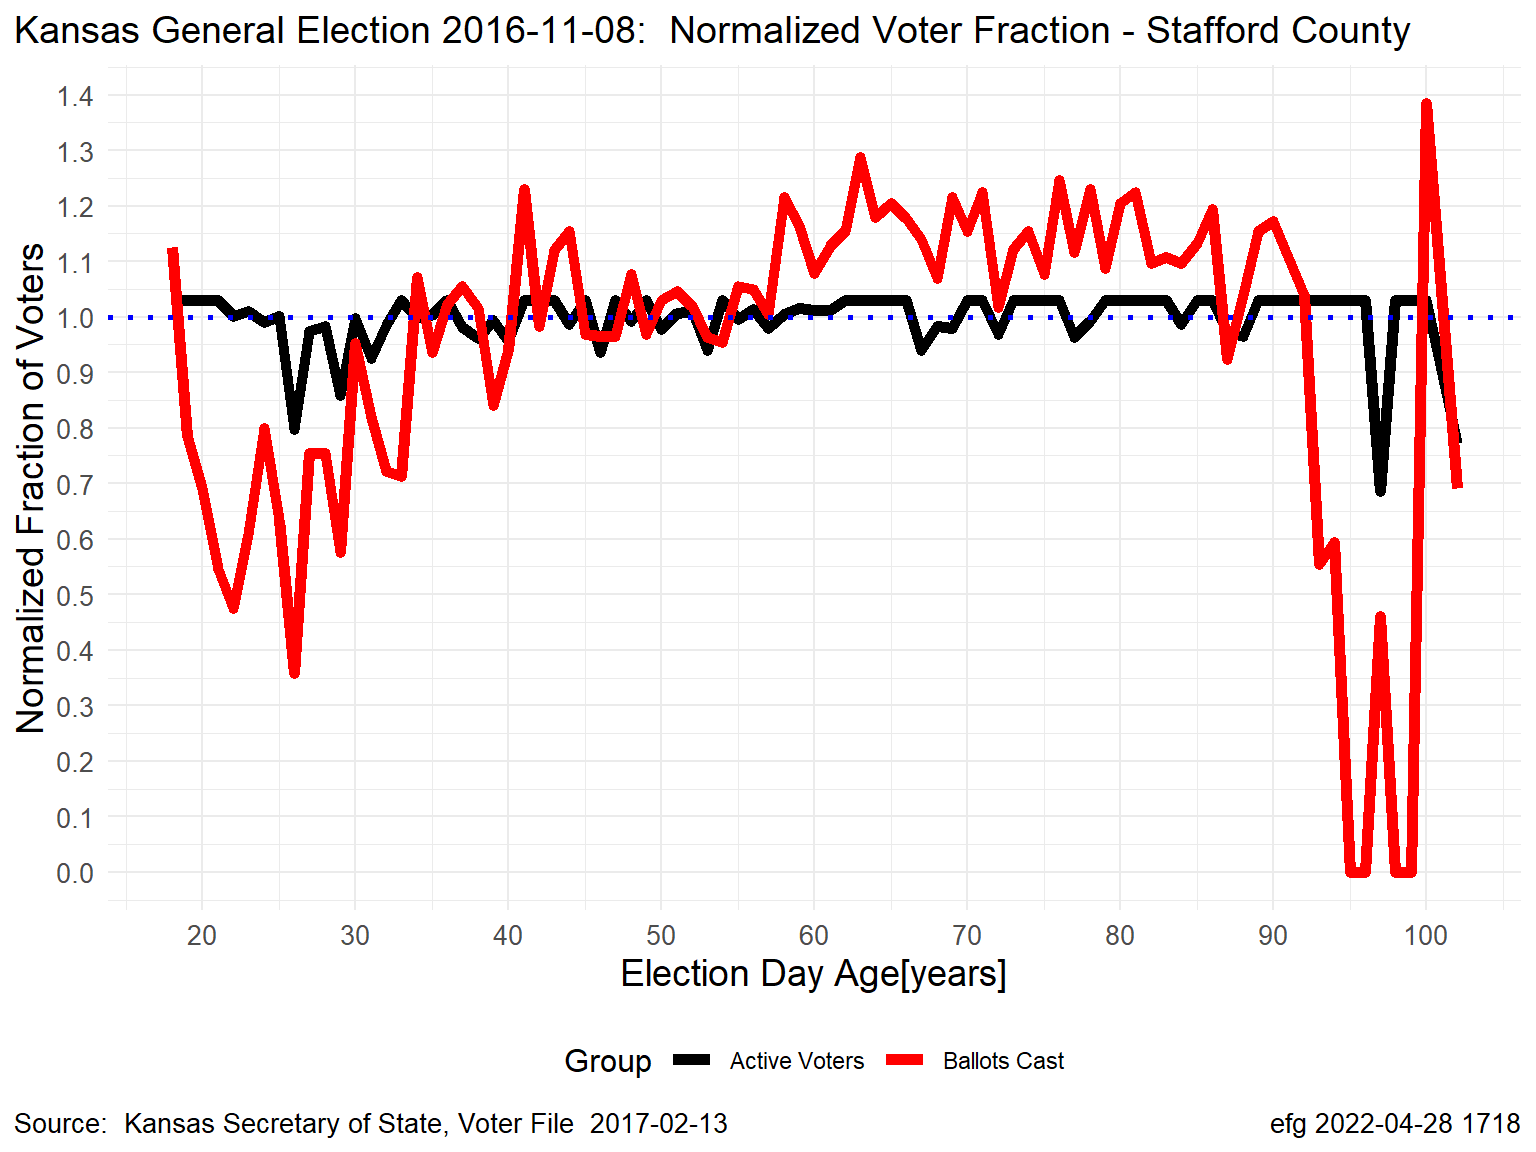 Kansas General Election 2016-11-08:  Normalized Voter Fraction - Stafford County
Normalized Fraction of Voters
1.4
1.3
1.2
1.1
1.0
0.9
0.8
0.7
0.6
0.5
0.4
0.3
0.2
0.1
0.0
20 30 40 50 60 70 80 90 100
Election Day Age[years]
Group Active Voters Ballots Cast
Source:  Kansas Secretary of State, Voter File  2017-02-13
efg 2022-04-28 1718